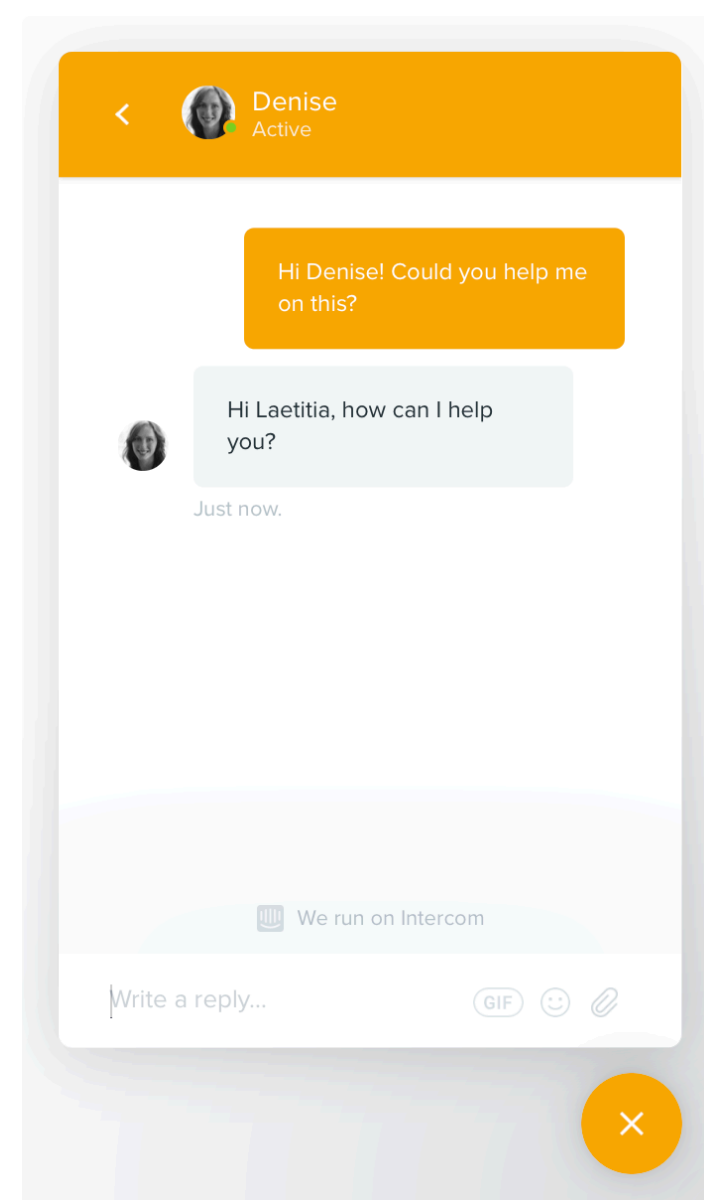 Denise
Active
Hi Denise! Could you help me
on this?
Hi Laetitia, how can I help
you?
Just now.
We run on Intercom
Write a reply...
GIF